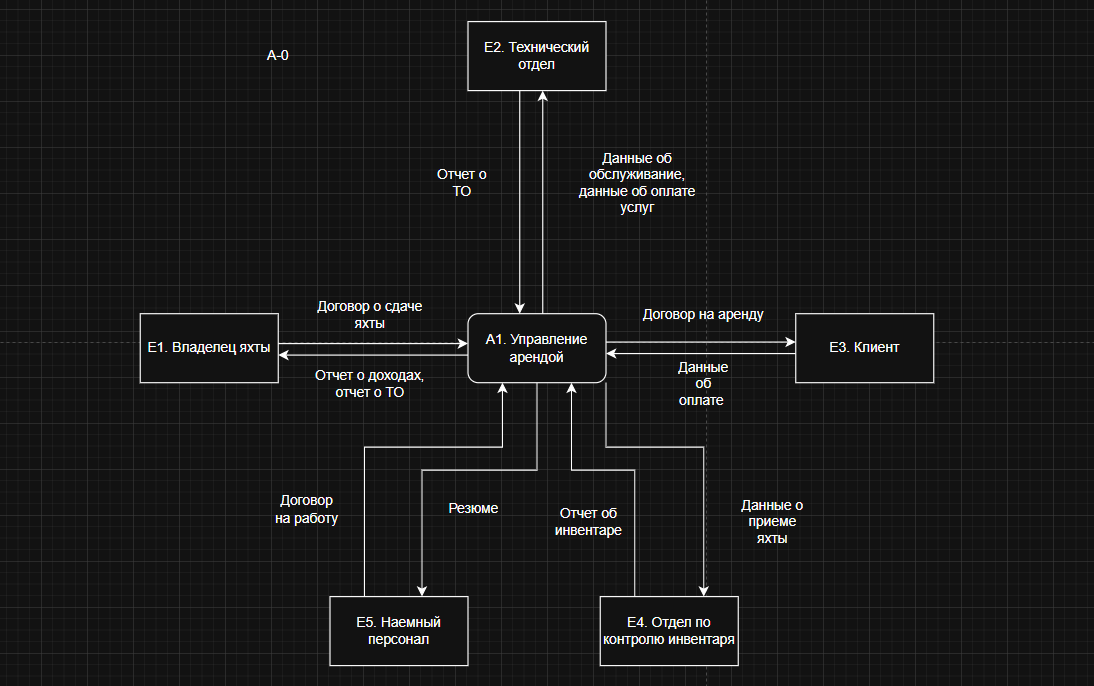 A-0
E2. Технический
отдел
Отчет о
ТО
Данные об
обслуживание,
данные об оплате
услуг
Договор о сдаче
яхты
Договор на аренду
E1. Владелец яхты
A1. Управление
арендой
E3. Клиент
Отчет о доходах,
отчет о ТО
Данные
об
оплате
Договор
на работу
Резюме
Отчет об
инвентаре
Данные о
приеме
яхты
E5. Наемный
персонал
E4. Отдел по
контролю инвентаря